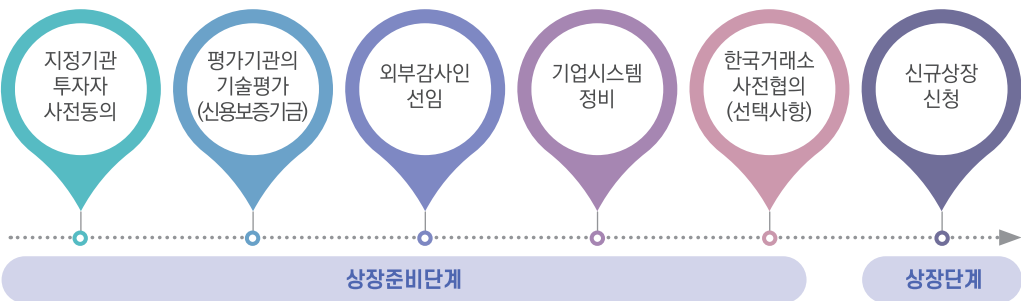 지정기관
투자자
사전동의
평가기관의
기술평가
(신용보증기금)
외부감사인
선임
기업시스템
정비
한국거래소
사전협의
(선택사항)
신규상장
신청
상장준비단계
상장단계